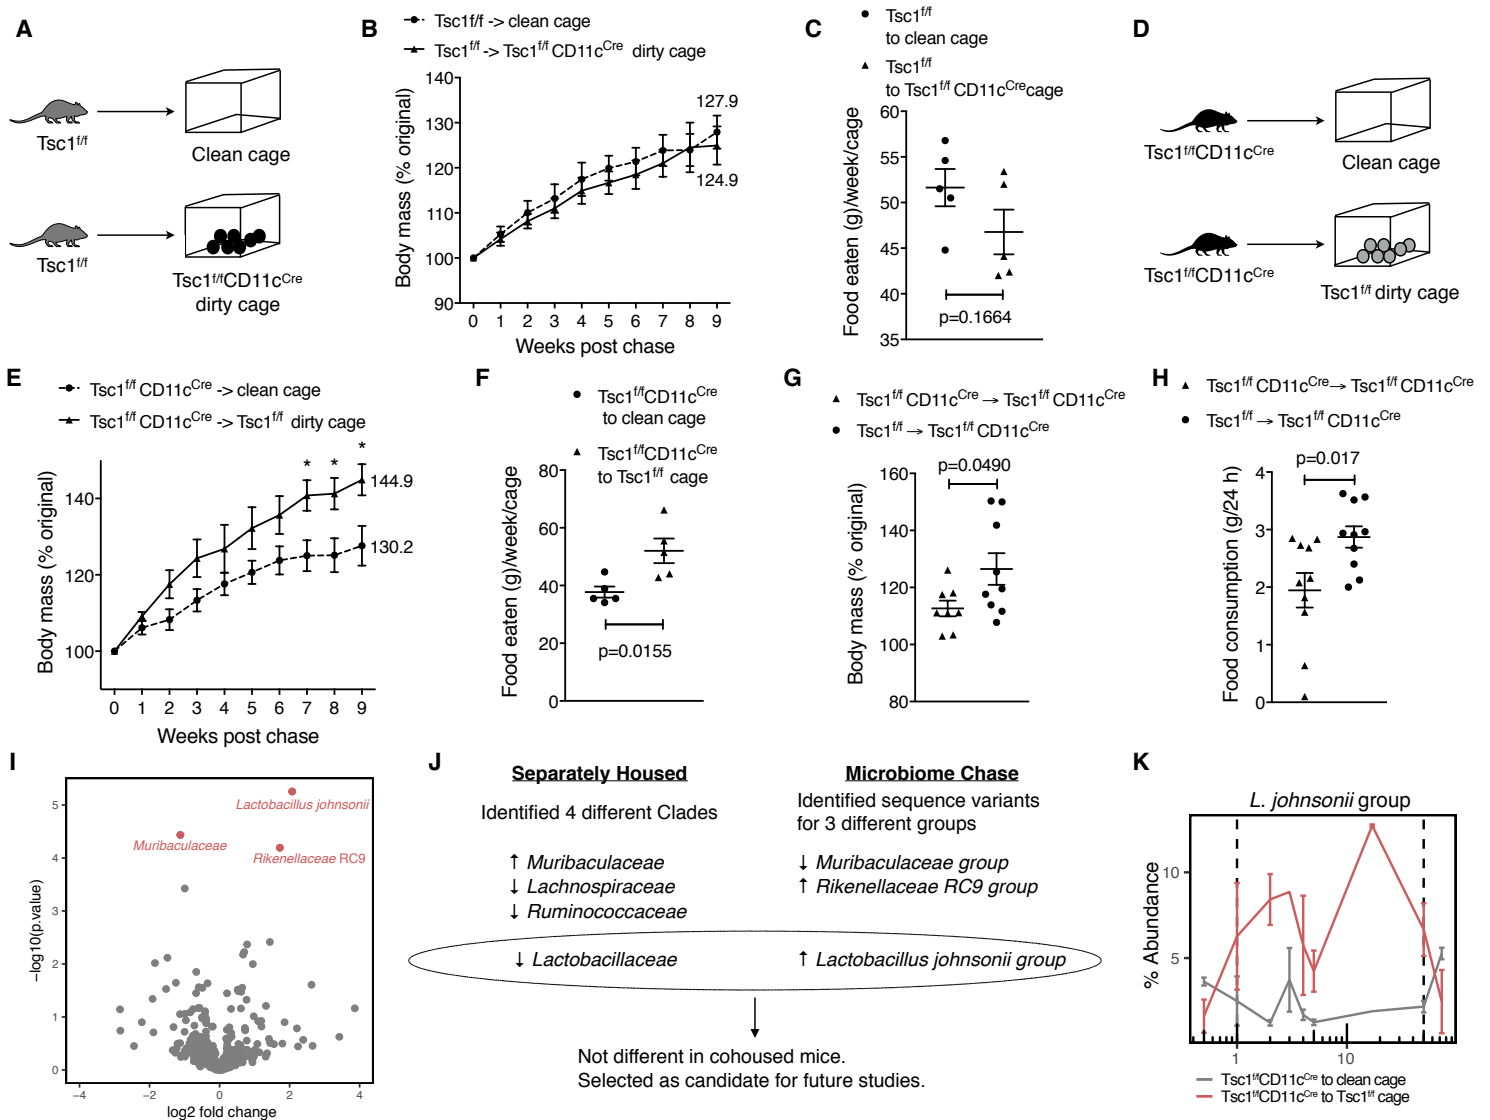 A
Tsc1f/f
Clean cage
Tsc1f/f
Tsc1f/fCD11cCre
dirty cage
B
Tsc1f/f -> clean cage
Tsc1f/f -> Tsc1f/f CD11cCre dirty cage
Body mass (% original)
140
130
120
110
100
90
127.9
124.9
0 1 2 3 4 5 6 7 8 9
Weeks post chase
C
Tsc1f/f
to clean cage
Tsc1f/f
to Tsc1f/f CD11cCrecage
Food eaten (g)/week/cage
60
55
50
45
40
35
p=0.1664
D
Tsc1f/fCD11cCre
Clean cage
Tsc1f/fCD11cCre
Tsc1f/f dirty cage
E
Tsc1f/f CD11cCre -> clean cage
Tsc1f/f CD11cCre -> Tsc1f/f dirty cage
Body mass (% original)
140
120
100
* * *
144.9
130.2
0 1 2 3 4 5 6 7 8 9
Weeks post chase
F
Tsc1f/fCD11cCre
to clean cage
Tsc1f/fCD11cCre
to Tsc1f/f cage
Food eaten (g)/week/cage
80
60
40
20
0
p=0.0155
G
Tsc1f/f CD11cCre → Tsc1f/f CD11cCre
Tsc1f/f → Tsc1f/f CD11cCre
p=0.0490
Body mass (% original)
160
140
120
100
80
H
Tsc1f/f CD11cCre → Tsc1f/f CD11cCre
Tsc1f/f → Tsc1f/f CD11cCre
p=0.017
Food consumption (g/24 h)
4
3
2
1
0
I
−log10(p.value)
5
4
3
2
1
0
Lactobacillus johnsonii
Muribaculaceae
Rikenellaceae RC9
−4 −2 0 2 4
log2 fold change
J
Separately Housed
Identified 4 different Clades
↑ Muribaculaceae
↓ Lachnospiraceae
↓ Ruminococcaceae
↓ Lactobacillaceae
Microbiome Chase
Identified sequence variants
for 3 different groups
↓ Muribaculaceae group
↑ Rikenellaceae RC9 group
↑ Lactobacillus johnsonii group
Not different in cohoused mice.
Selected as candidate for future studies.
K
L. johnsonii group
% Abundance
10
5
1 10
Tsc1f/fCD11cCre to clean cage
Tsc1f/fCD11cCre to Tsc1f/f cage